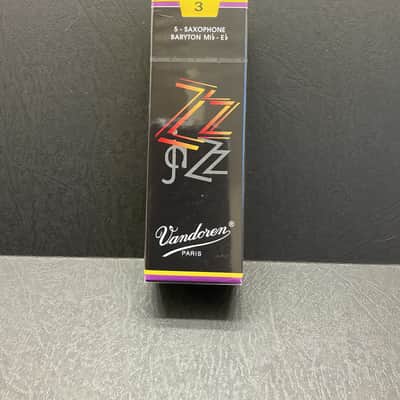 3
5 - SAXOPHONE
BARYTON Mi♭ - E♭
ZZ
jAZZ
Vandoren®
PARIS